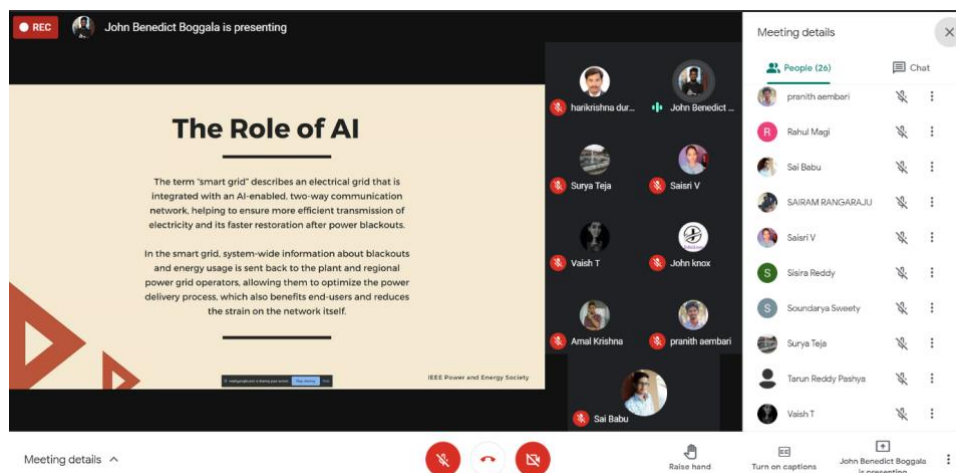 REC
John Benedict Boggala is presenting
The Role of AI
The term "smart grid" describes an electrical grid that is
integrated with an AI-enabled, two-way communication
network, helping to ensure more efficient transmission of
electricity and its faster restoration after power blackouts.
In the smart grid, system-wide information about blackouts
and energy usage is sent back to the plant and regional
power grid operators, allowing them to optimize the power
delivery process, which also benefits end-users and reduces
the strain on the network itself.
IEEE Power and Energy Society
harikrishna dur...
John Benedict ...
Surya Teja
Saisri V
Vaish T
John knox
Amal Krishna
pranith aembari
Sai Babu
Meeting details
People (26)
Chat
pranith aembari
R
Rahul Magi
Sai Babu
SAIRAM RANGARAJU
Saisri V
S
Sisira Reddy
S
Soundarya Sweety
Surya Teja
Tarun Reddy Pashya
Vaish T
Meeting details
Raise hand
Turn on captions
John Benedict Boggala
is presenting